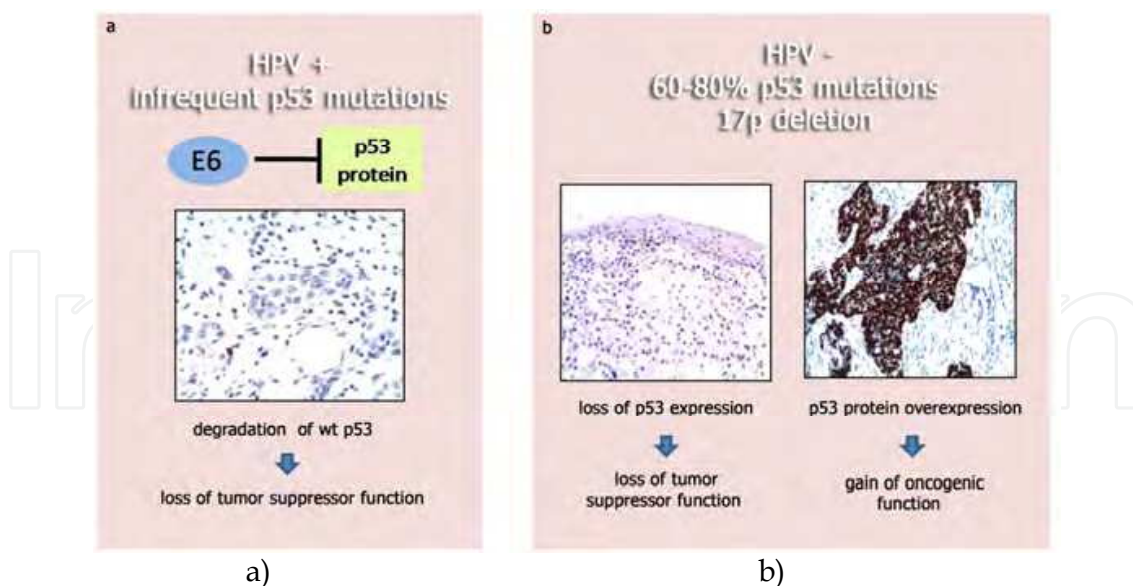 a
HPV +
infrequent p53 mutations
E6
p53
protein
degradation of wt p53
loss of tumor suppressor function
a)
b
HPV -
60-80% p53 mutations
17p deletion
loss of p53 expression
p53 protein overexpression
loss of tumor
suppressor function
gain of oncogenic
function
b)